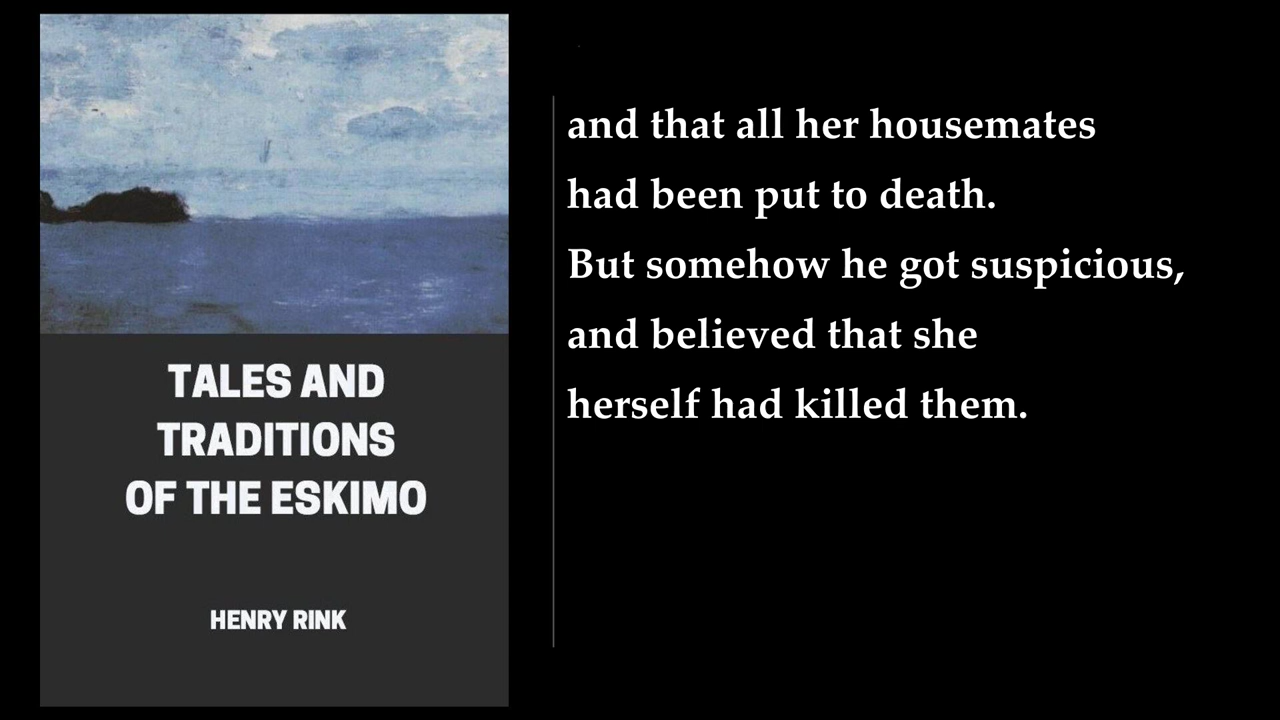 TALES AND
TRADITIONS
OF THE ESKIMO
HENRY RINK
and that all her housemates
had been put to death.
But somehow he got suspicious,
and believed that she
herself had killed them.